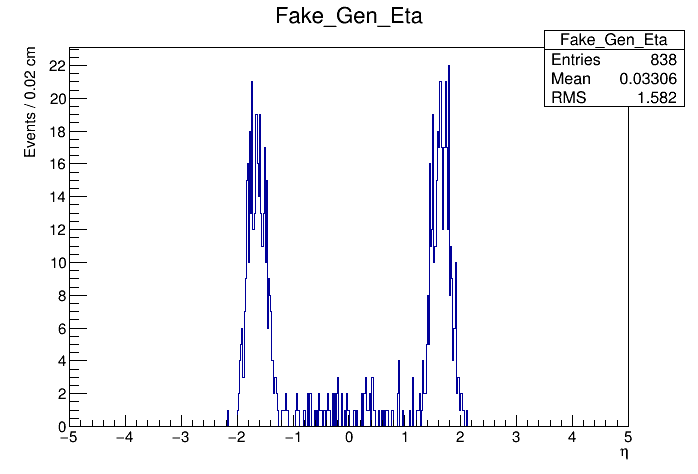 Fake_Gen_Eta
Fake_Gen_Eta
Entries 838
Mean 0.03306
RMS 1.582
Events / 0.02 cm
22
20
18
16
14
12
10
8
6
4
2
0
−5 −4 −3 −2 −1 0 1 2 3 4 5
η